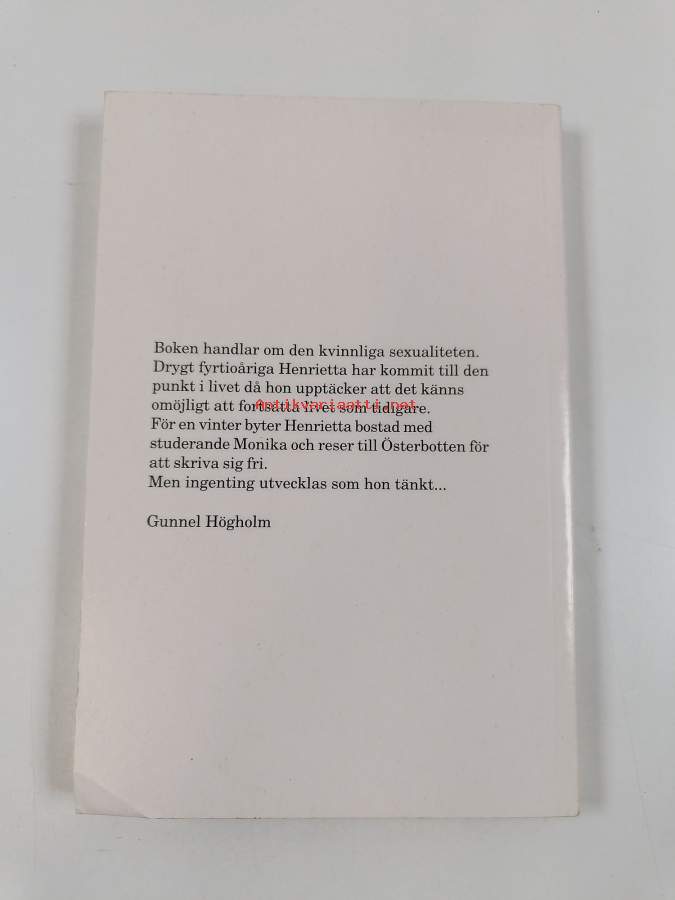 Boken handlar om den kvinnliga sexualiteten.
Drygt fyrtioåriga Henrietta har kommit till den
punkt i livet då hon upptäcker att det känns
omöjligt att fortsätta livet som tidigare.
Antikvariaatti.net
För en vinter byter Henrietta bostad med
studerande Monika och reser till Österbotten för
att skriva sig fri.
Men ingenting utvecklas som hon tänkt...
Gunnel Högholm